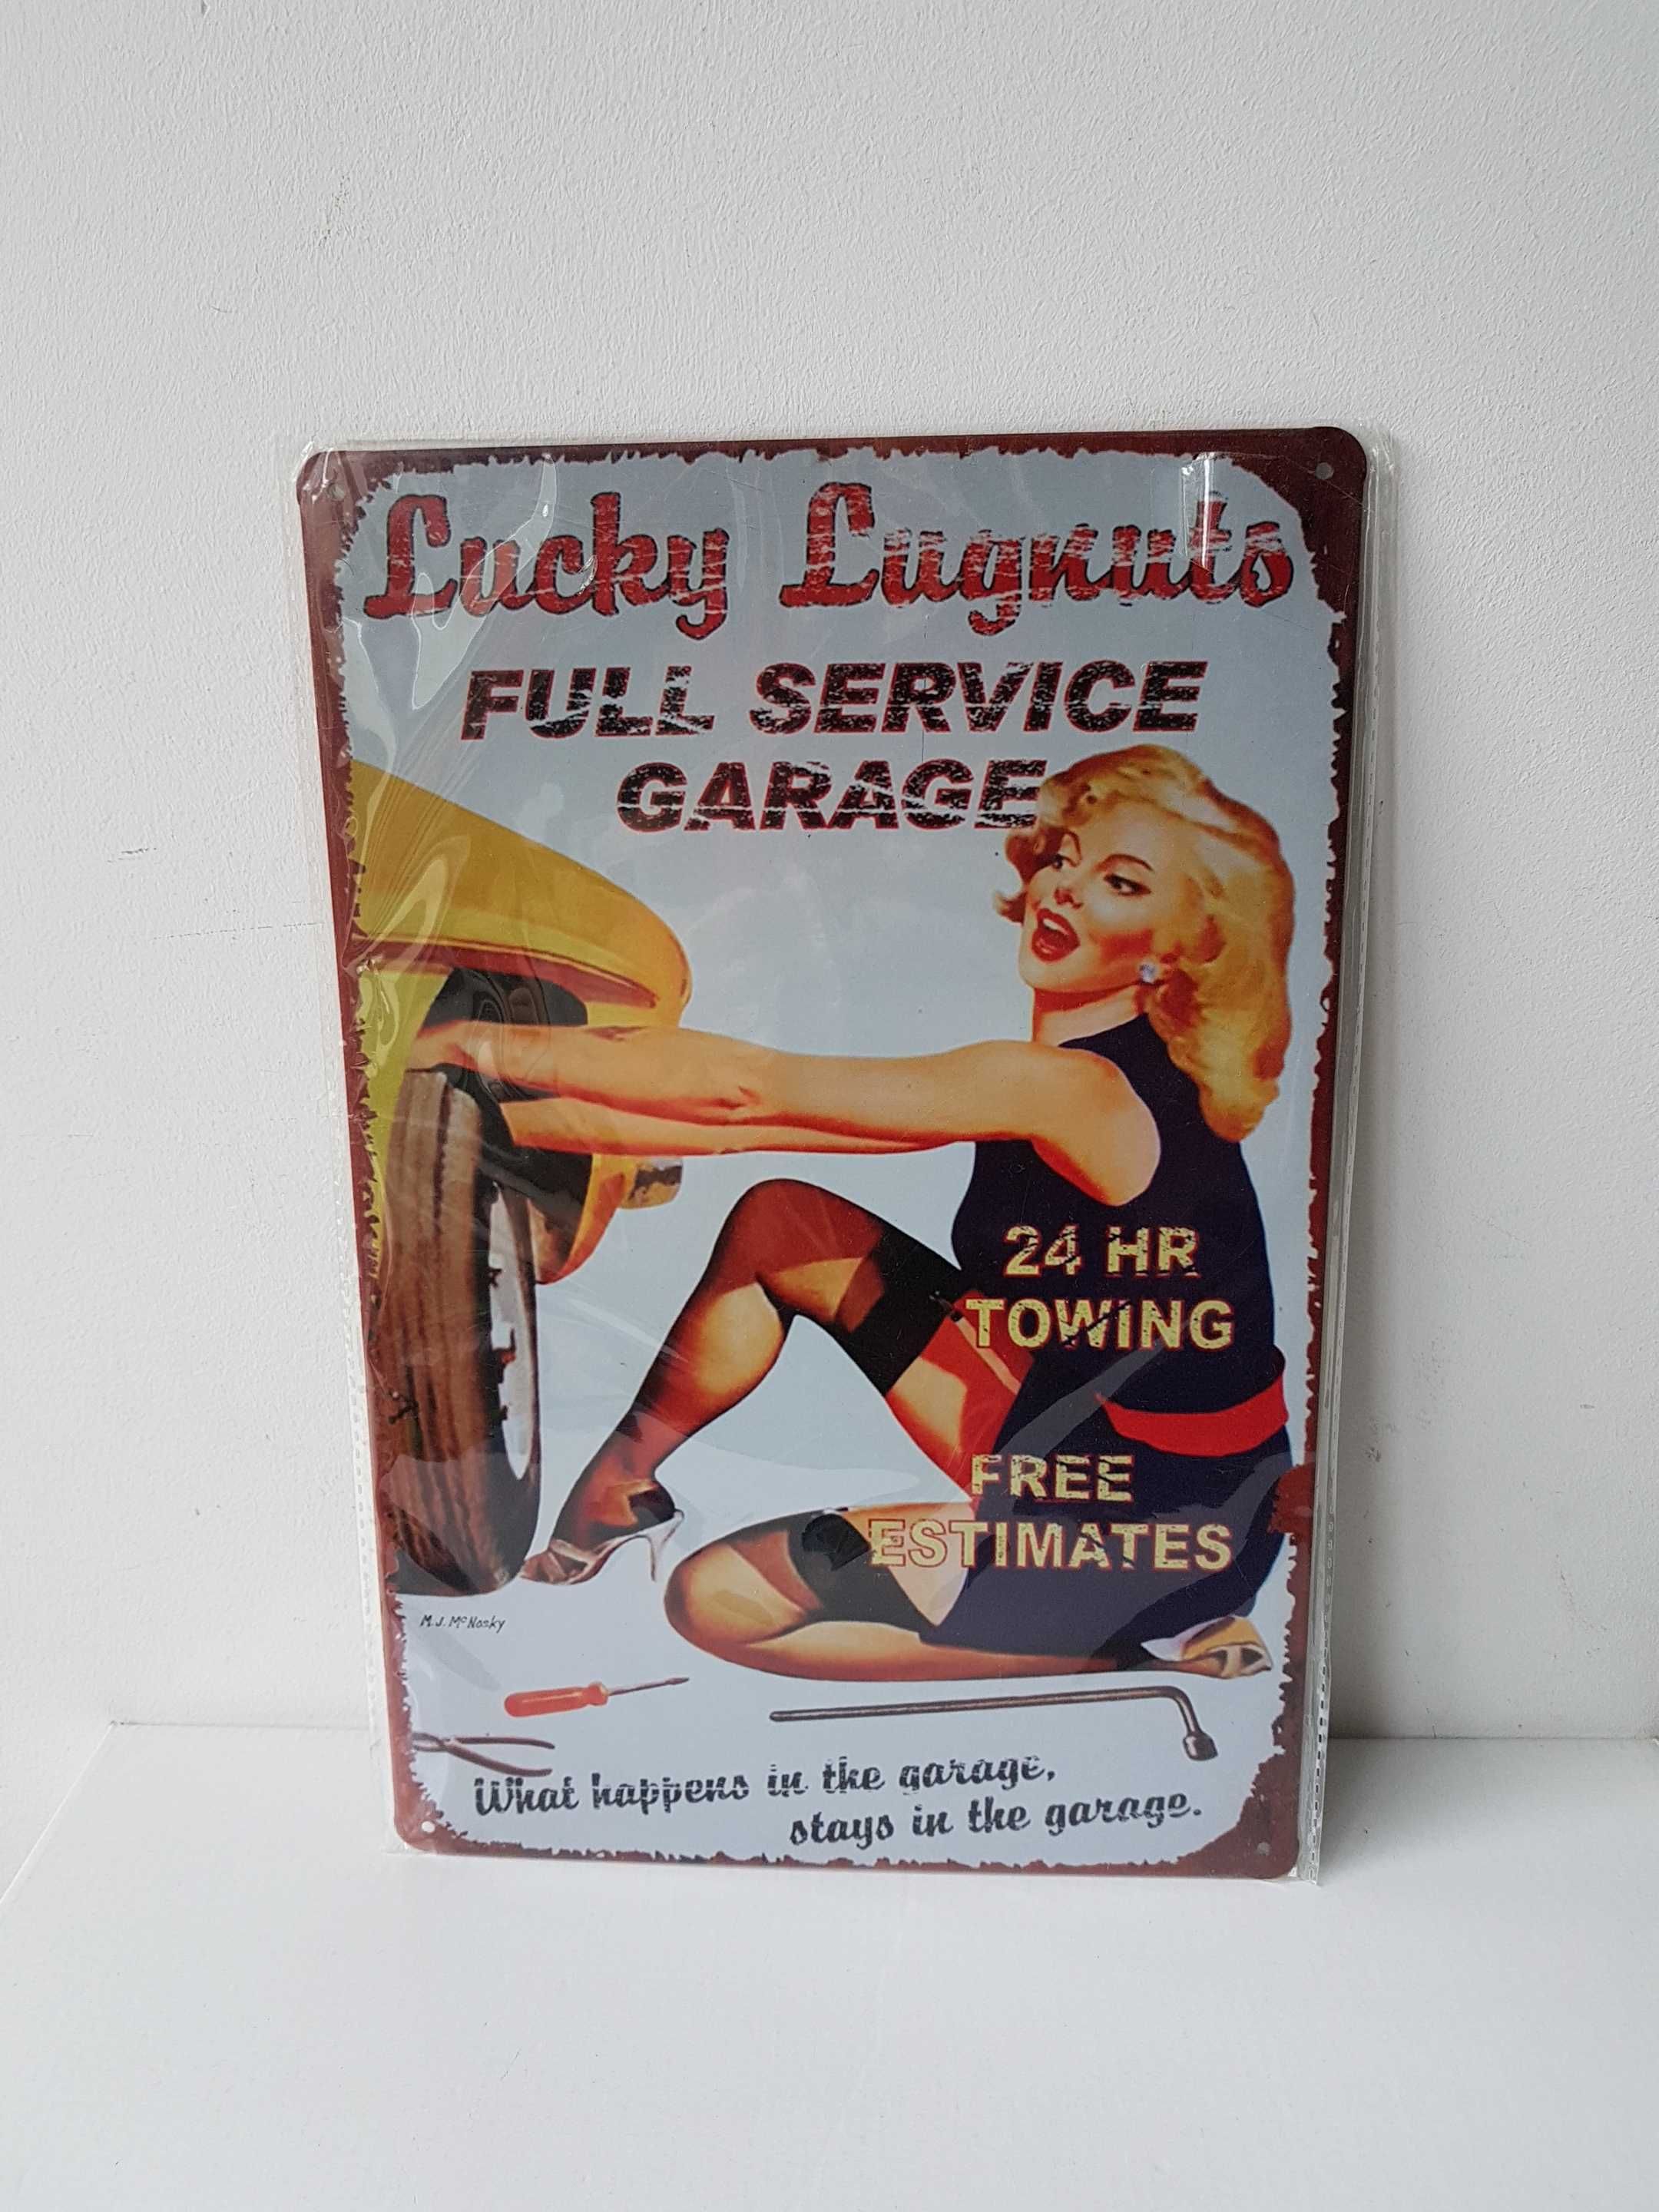 Lucky Lugnuts
FULL SERVICE
GARAGE
24 HR
TOWING
FREE
ESTIMATES
M.J. McNosky
What happens in the garage,
stays in the garage.